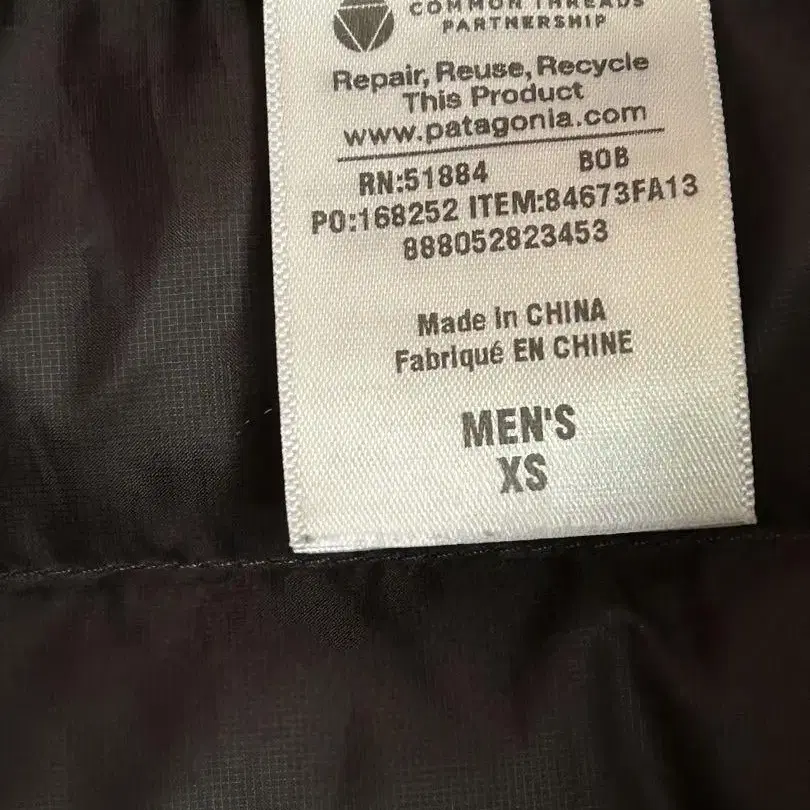 COMMON THREADS
PARTNERSHIP
Repair, Reuse, Recycle
This Product
www.patagonia.com
RN:51884 BOB
PO:168252 ITEM:84673FA13
888052823453
Made in CHINA
Fabriqué EN CHINE
MEN'S
XS